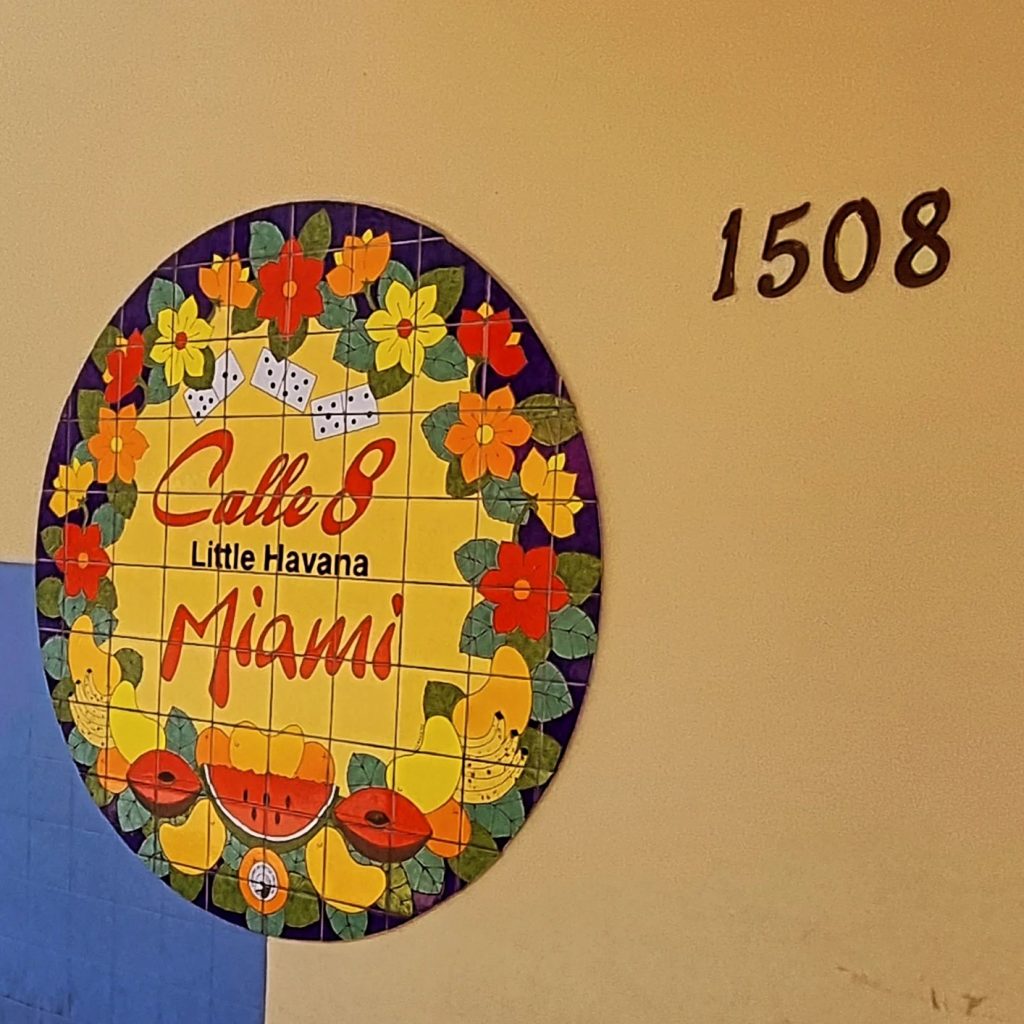 1508
Calle 8
Little Havana
Miami